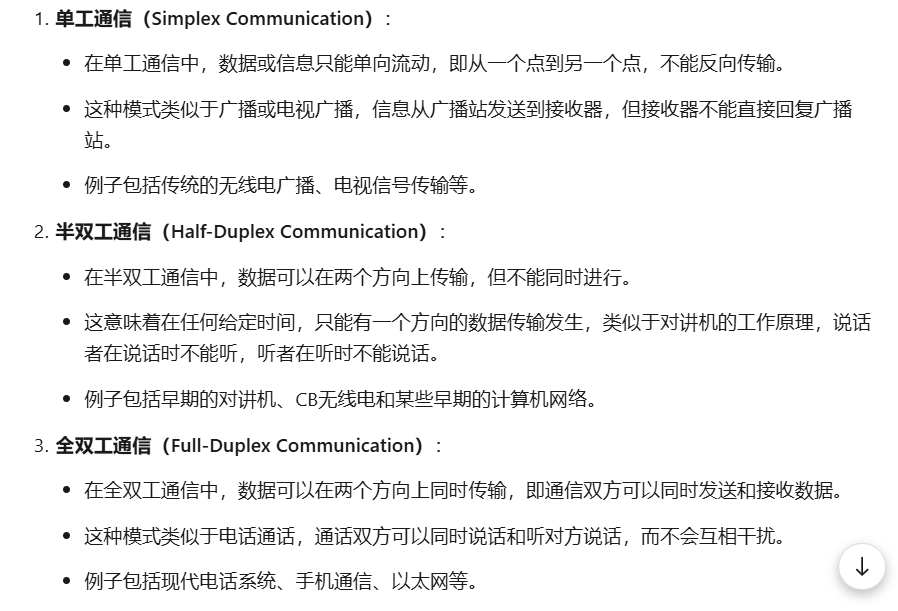 1. 单工通信（Simplex Communication）：
• 在单工通信中，数据或信息只能单向流动，即从一个点到另一个点，不能反向传输。
• 这种模式类似于广播或电视广播，信息从广播站发送到接收器，但接收器不能直接回复广播
站。
• 例子包括传统的无线电广播、电视信号传输等。
2. 半双工通信（Half-Duplex Communication）：
• 在半双工通信中，数据可以在两个方向上传输，但不能同时进行。
• 这意味着在任何给定时间，只能有一个方向的数据传输发生，类似于对讲机的工作原理，说话
者在说话时不能听，听者在听时不能说话。
• 例子包括早期的对讲机、CB无线电和某些早期的计算机网络。
3. 全双工通信（Full-Duplex Communication）：
• 在全双工通信中，数据可以在两个方向上同时传输，即通信双方可以同时发送和接收数据。
• 这种模式类似于电话通话，通话双方可以同时说话和听对方说话，而不会互相干扰。
• 例子包括现代电话系统、手机通信、以太网等。